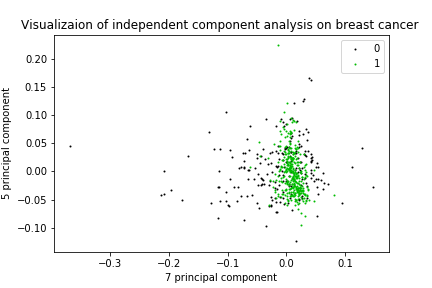 Visualizaion of independent component analysis on breast cancer
0
1
0.20
0.15
0.10
0.05
0.00
−0.05
−0.10
5 principal component
−0.3 −0.2 −0.1 0.0 0.1
7 principal component